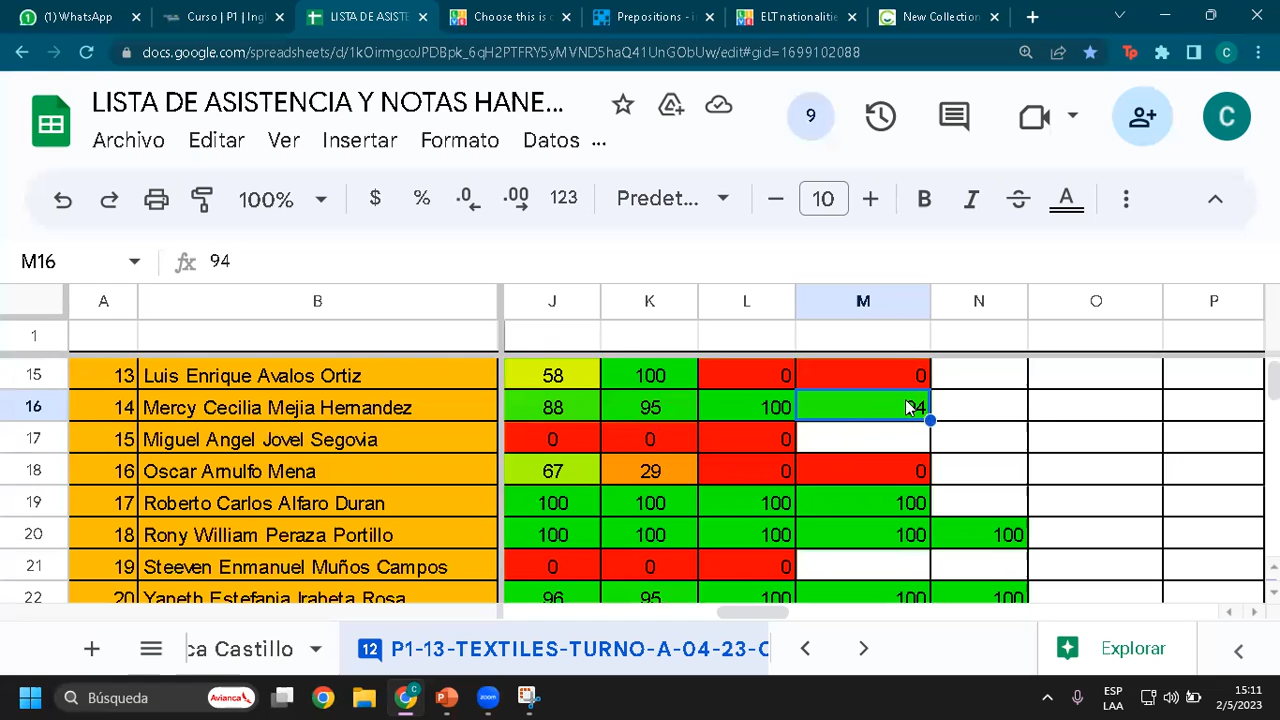 (1) WhatsApp
Curso | P1 | Ing
LISTA DE ASISTE
Choose this is c
Prepositions - i
ELT nationalitie
New Collection
docs.google.com/spreadsheets/d/1kOirmgcoJPDBpk_6qH2PTFRY5yMVND5haQ41UnGObUw/edit#gid=1699102088
LISTA DE ASISTENCIA Y NOTAS HANE...
9
C
Archivo Editar Ver Insertar Formato Datos ...
100% $ % .0 .00 123 Predet... 10 B I S A
M16 fx 94
A B J K L M N O P
1
15 13 Luis Enrique Avalos Ortiz 58 100 0 0
16 14 Mercy Cecilia Mejia Hernandez 88 95 100 94
17 15 Miguel Angel Jovel Segovia 0 0 0
18 16 Oscar Arnulfo Mena 67 29 0 0
19 17 Roberto Carlos Alfaro Duran 100 100 100 100
20 18 Rony William Peraza Portillo 100 100 100 100 100
21 19 Steeven Enmanuel Muños Campos 0 0 0
22 20 Yaneth Estefania Irabeta Rosa 96 95 100 100 100
ca Castillo 12 P1-13-TEXTILES-TURNO-A-04-23-C Explorar
Búsqueda Avianca zoom ESP LAA 15:11 2/5/2023